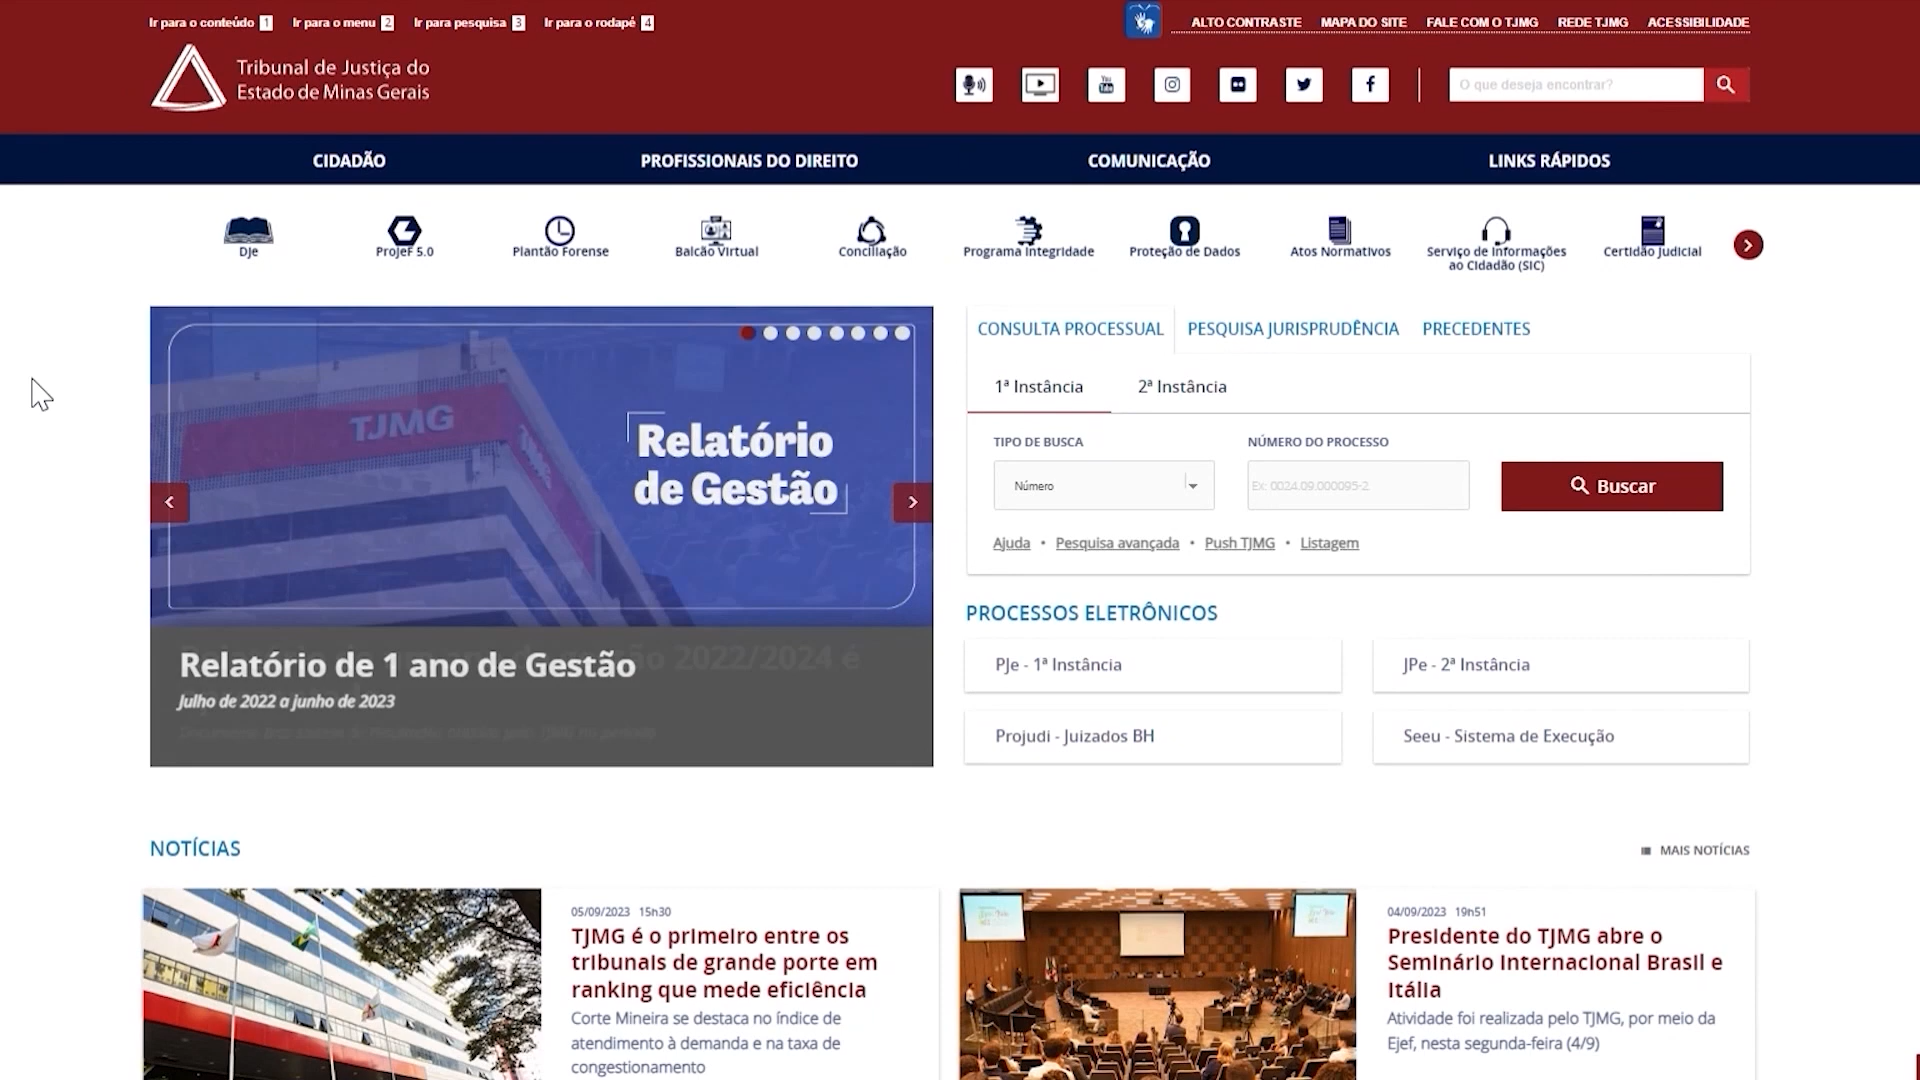 Ir para o conteúdo 1 Ir para o menu 2 Ir para pesquisa 3 Ir para o rodapé 4
ALTO CONTRASTE MAPA DO SITE FALE COM O TJMG REDE TJMG ACESSIBILIDADE
Tribunal de Justiça do
Estado de Minas Gerais
You
Tube
O que deseja encontrar?
CIDADÃO PROFISSIONAIS DO DIREITO COMUNICAÇÃO LINKS RÁPIDOS
DJe ProJeF 5.0 Plantão Forense Balcão Virtual Conciliação Programa Integridade Proteção de Dados Atos Normativos Serviço de Informações
ao Cidadão (SIC) Certidão Judicial
TJMG
Relatório
de Gestão
Relatório de 1 ano de Gestão
Julho de 2022 a junho de 2023
CONSULTA PROCESSUAL PESQUISA JURISPRUDÊNCIA PRECEDENTES
1ª Instância 2ª Instância
TIPO DE BUSCA NÚMERO DO PROCESSO
Número Ex: 0024.09.000095-2 Buscar
Ajuda • Pesquisa avançada • Push TJMG • Listagem
PROCESSOS ELETRÔNICOS
PJe - 1ª Instância JPe - 2ª Instância
Projudi - Juizados BH Seeu - Sistema de Execução
NOTÍCIAS
MAIS NOTÍCIAS
05/09/2023 15h30
TJMG é o primeiro entre os
tribunais de grande porte em
ranking que mede eficiência
Corte Mineira se destaca no índice de
atendimento à demanda e na taxa de
congestionamento
04/09/2023 19h51
Presidente do TJMG abre o
Seminário Internacional Brasil e
Itália
Atividade foi realizada pelo TJMG, por meio da
Ejef, nesta segunda-feira (4/9)